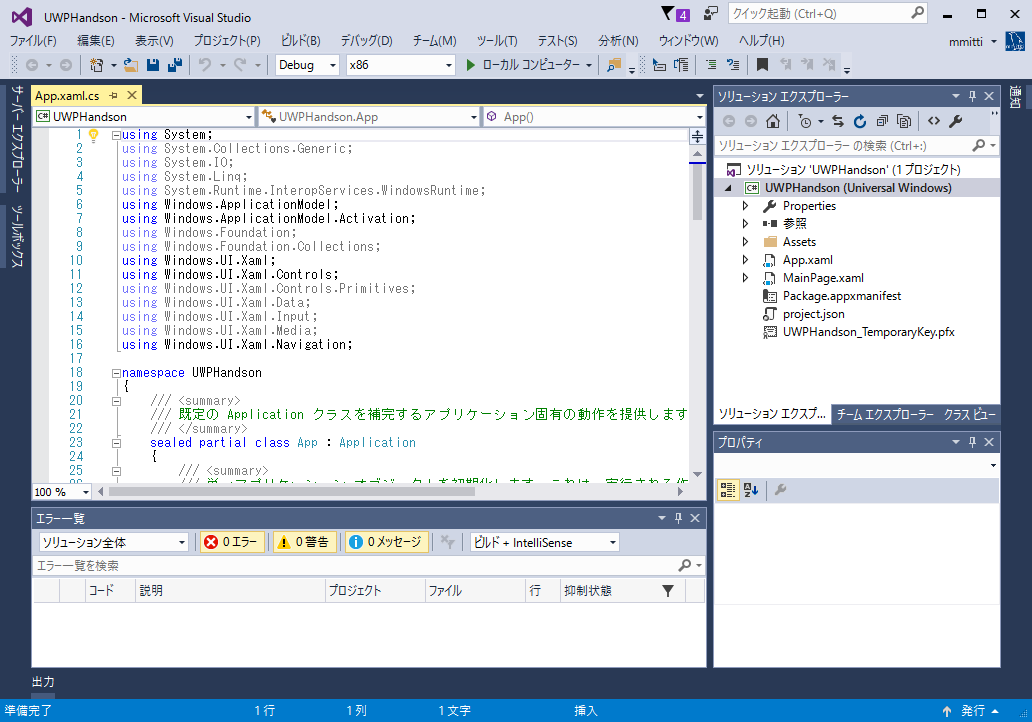 UWPHandson - Microsoft Visual Studio
4
クイック起動 (Ctrl+Q)
ファイル(F) 編集(E) 表示(V) プロジェクト(P) ビルド(B) デバッグ(D) チーム(M) ツール(T) テスト(S) 分析(N) ウィンドウ(W) ヘルプ(H)
mmitti
Debug x86 ローカル コンピューター
サーバー エクスプローラー
ツールボックス
App.xaml.cs
UWPHandson UWPHandson.App App()
1 using System;
2 using System.Collections.Generic;
3 using System.IO;
4 using System.Linq;
5 using System.Runtime.InteropServices.WindowsRuntime;
6 using Windows.ApplicationModel;
7 using Windows.ApplicationModel.Activation;
8 using Windows.Foundation;
9 using Windows.Foundation.Collections;
10 using Windows.UI.Xaml;
11 using Windows.UI.Xaml.Controls;
12 using Windows.UI.Xaml.Controls.Primitives;
13 using Windows.UI.Xaml.Data;
14 using Windows.UI.Xaml.Input;
15 using Windows.UI.Xaml.Media;
16 using Windows.UI.Xaml.Navigation;
17
18 namespace UWPHandson
19 {
20 /// <summary>
21 /// 既定の Application クラスを補完するアプリケーション固有の動作を提供します
22 /// </summary>
23 sealed partial class App : Application
24 {
25 /// <summary>
100 %
ソリューション エクスプローラー
ソリューション エクスプローラー の検索 (Ctrl+:)
ソリューション 'UWPHandson' (1 プロジェクト)
C# UWPHandson (Universal Windows)
Properties
参照
Assets
App.xaml
MainPage.xaml
Package.appxmanifest
project.json
UWPHandson_TemporaryKey.pfx
ソリューション エクスプ... チーム エクスプローラー クラス ビュー
通知
プロパティ
エラー一覧
ソリューション全体 0 エラー 0 警告 0 メッセージ ビルド + IntelliSense
エラー一覧を検索
コード 説明 プロジェクト ファイル 行 抑制状態
出力
準備完了 1 行 1 列 1 文字 挿入 発行